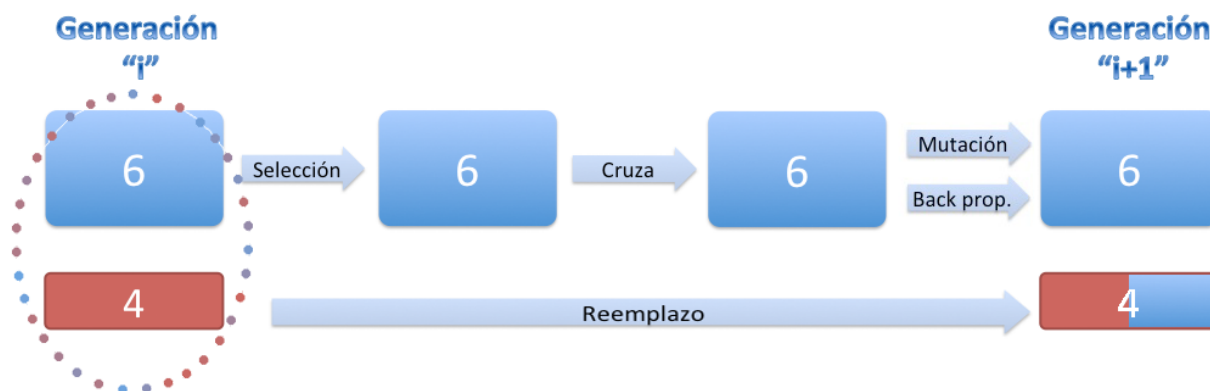 Generación
“i”
Generación
“i+1”
6
Selección
6
Cruza
6
Mutación
Back prop.
6
4
Reemplazo
4